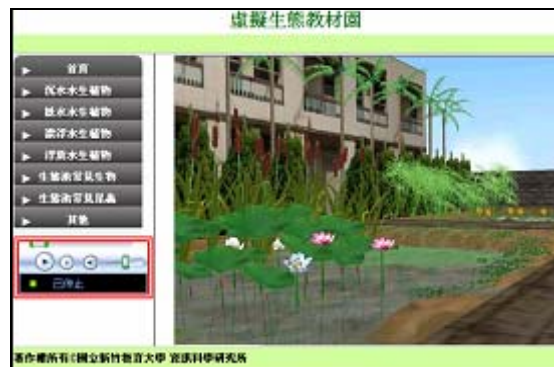 虛擬生態教材園
首頁
沉水水生植物
挺水水生植物
漂浮水生植物
浮葉水生植物
生態池常見生物
生態池常見昆蟲
其他
已停止
著作權所有©國立新竹教育大學 資訊科學研究所